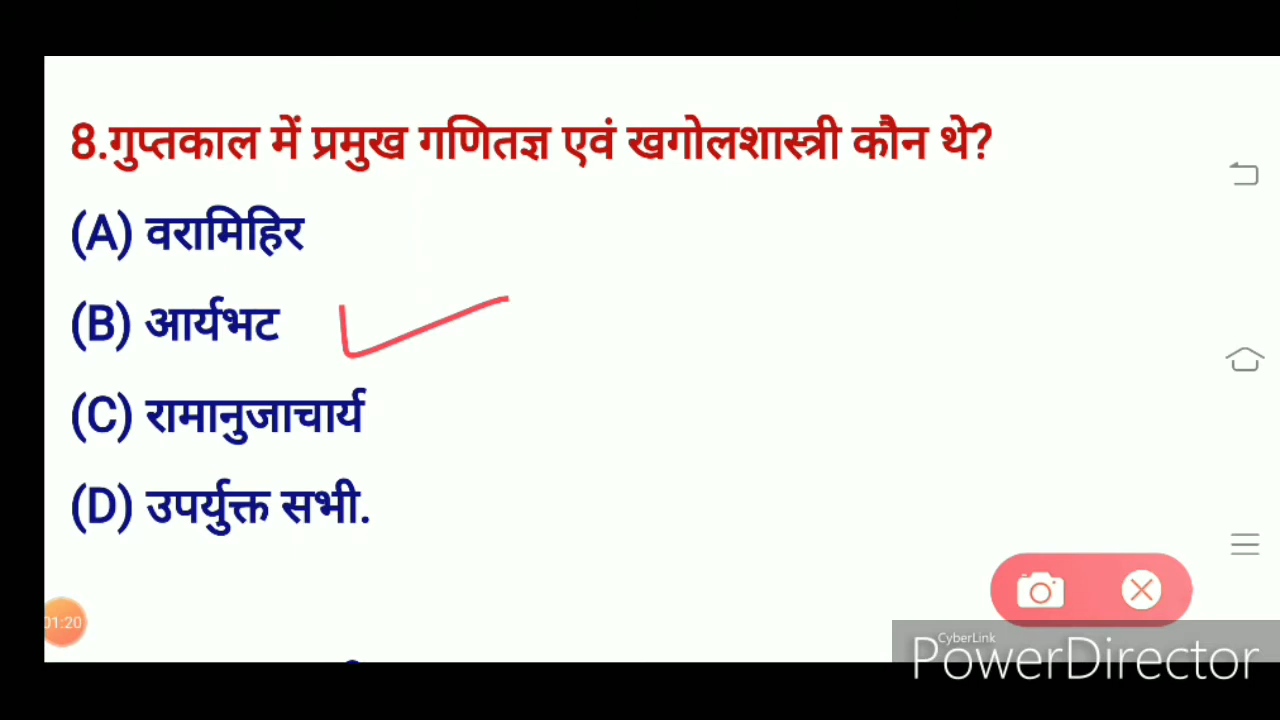 8.गुप्तकाल में प्रमुख गणितज्ञ एवं खगोलशास्त्री कौन थे?
(A) वरामिहिर
(B) आर्यभट
(C) रामानुजाचार्य
(D) उपर्युक्त सभी.
01:20
CyberLink
PowerDirector